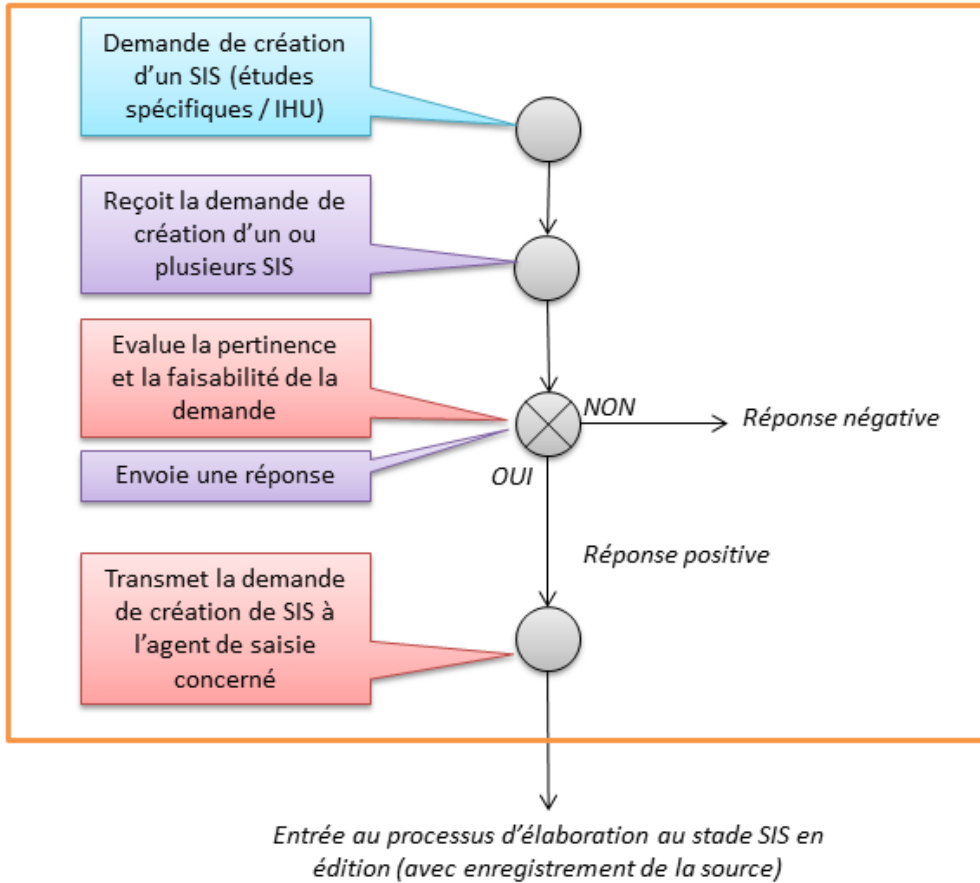 Demande de création
d’un SIS (études
spécifiques / IHU)
Reçoit la demande de
création d’un ou
plusieurs SIS
Evalue la pertinence
et la faisabilité de la
demande
NON
Réponse négative
Envoie une réponse
OUI
Réponse positive
Transmet la demande
de création de SIS à
l’agent de saisie
concerné
Entrée au processus d’élaboration au stade SIS en
édition (avec enregistrement de la source)